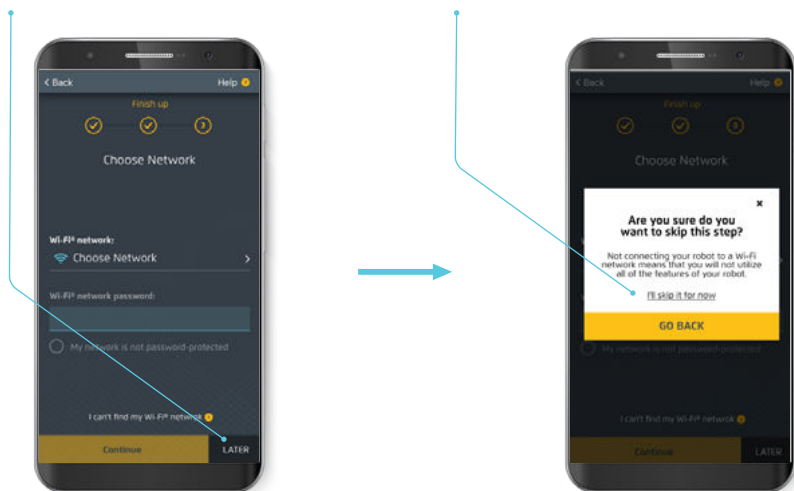 < Back
Help ?
Finish up
3
Choose Network
Wi-Fi® network:
Choose Network
Wi-Fi® network password:
My network is not password-protected
I can't find my Wi-Fi® netwrok ?
Continue
LATER
< Back
Help ?
Finish up
3
Choose Network
×
Are you sure do you
want to skip this step?
Not connecting your robot to a Wi-Fi
network means that you will not utilize
all of the features of your robot.
I'll skip it for now
GO BACK
My network is not password-protected
I can't find my Wi-Fi® netwrok ?
Continue
LATER